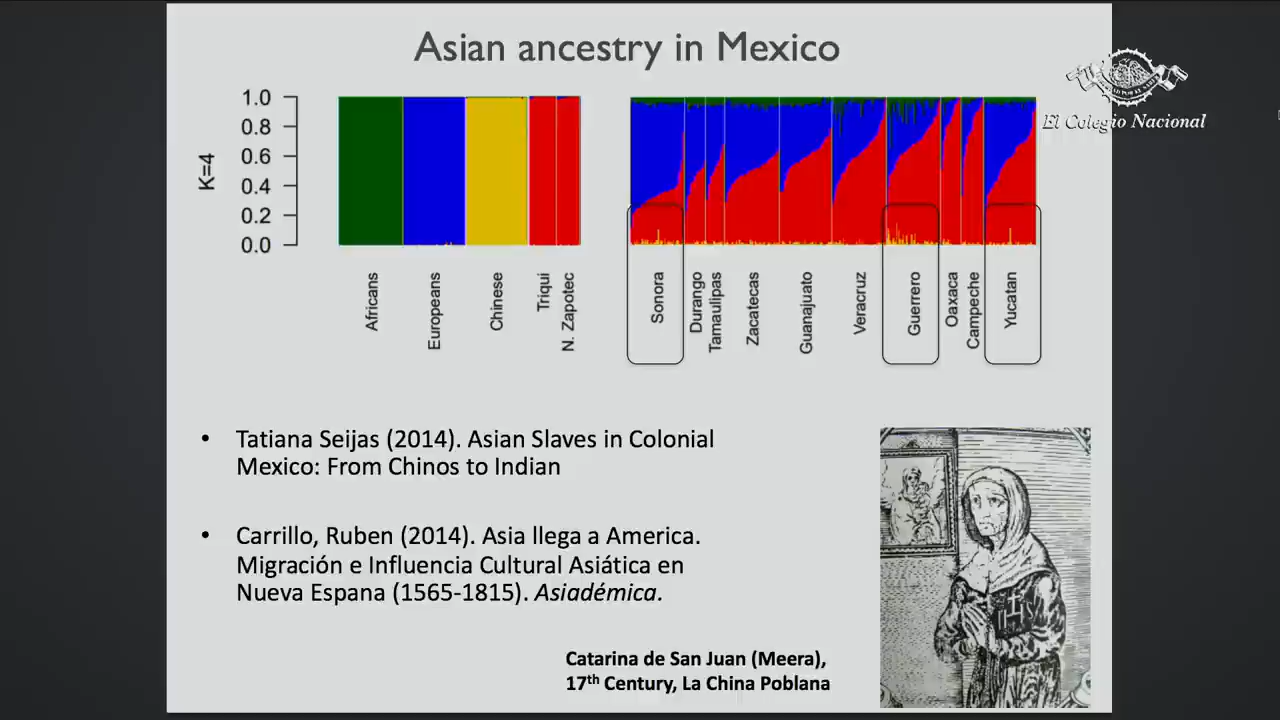 Asian ancestry in Mexico
El Colegio Nacional
K=4
1.0
0.8
0.6
0.4
0.2
0.0
Africans
Europeans
Chinese
Triqui
N. Zapotec
Sonora
Durango
Tamaulipas
Zacatecas
Guanajuato
Veracruz
Guerrero
Oaxaca
Campeche
Yucatan
• Tatiana Seijas (2014). Asian Slaves in Colonial
Mexico: From Chinos to Indian
• Carrillo, Ruben (2014). Asia llega a America.
Migración e Influencia Cultural Asiática en
Nueva Espana (1565-1815). Asiadémica.
Catarina de San Juan (Meera),
17th Century, La China Poblana